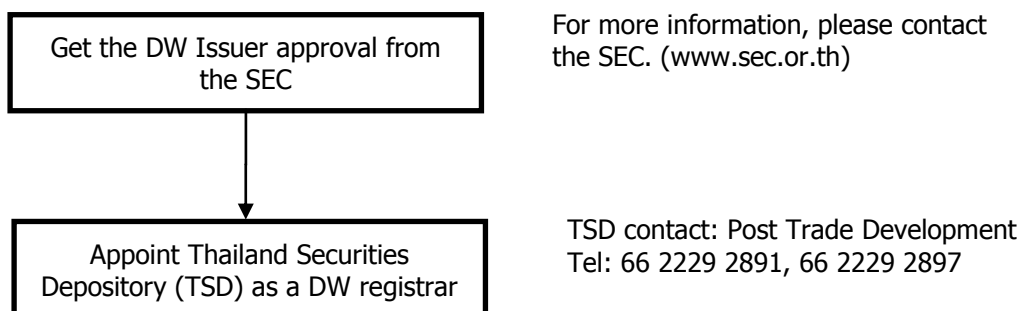 Get the DW Issuer approval from
the SEC
For more information, please contact
the SEC. (www.sec.or.th)
Appoint Thailand Securities
Depository (TSD) as a DW registrar
TSD contact: Post Trade Development
Tel: 66 2229 2891, 66 2229 2897